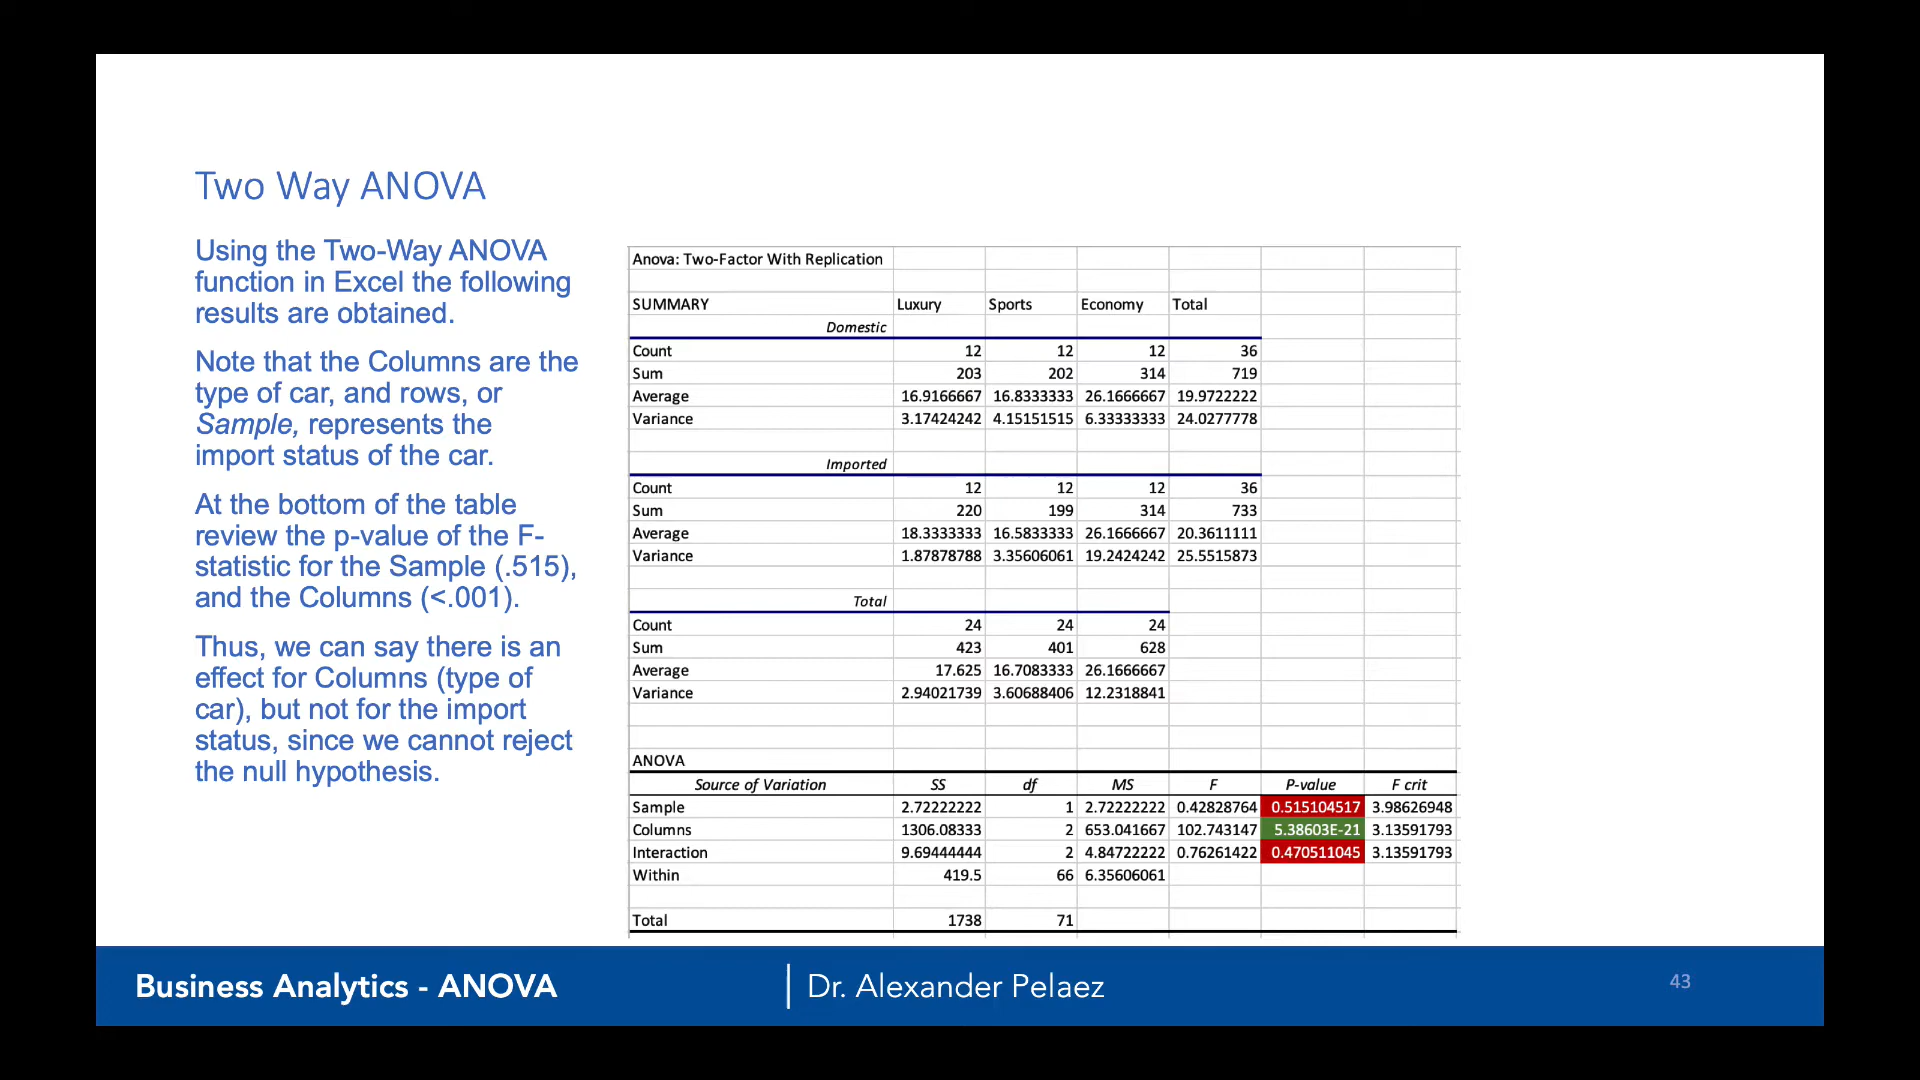 Two Way ANOVA
Using the Two-Way ANOVA
function in Excel the following
results are obtained.
Note that the Columns are the
type of car, and rows, or
Sample, represents the
import status of the car.
At the bottom of the table
review the p-value of the F-
statistic for the Sample (.515),
and the Columns (<.001).
Thus, we can say there is an
effect for Columns (type of
car), but not for the import
status, since we cannot reject
the null hypothesis.
Anova: Two-Factor With Replication
SUMMARY Luxury Sports Economy Total
Domestic
Count 12 12 12 36
Sum 203 202 314 719
Average 16.9166667 16.8333333 26.1666667 19.9722222
Variance 3.17424242 4.15151515 6.33333333 24.0277778
Imported
Count 12 12 12 36
Sum 220 199 314 733
Average 18.3333333 16.5833333 26.1666667 20.3611111
Variance 1.87878788 3.35606061 19.2424242 25.5515873
Total
Count 24 24 24
Sum 423 401 628
Average 17.625 16.7083333 26.1666667
Variance 2.94021739 3.60688406 12.2318841
ANOVA
Source of Variation SS df MS F P-value F crit
Sample 2.72222222 1 2.72222222 0.42828764 0.515104517 3.98626948
Columns 1306.08333 2 653.041667 102.743147 5.38603E-21 3.13591793
Interaction 9.69444444 2 4.84722222 0.76261422 0.470511045 3.13591793
Within 419.5 66 6.35606061
Total 1738 71
Business Analytics - ANOVA | Dr. Alexander Pelaez 43